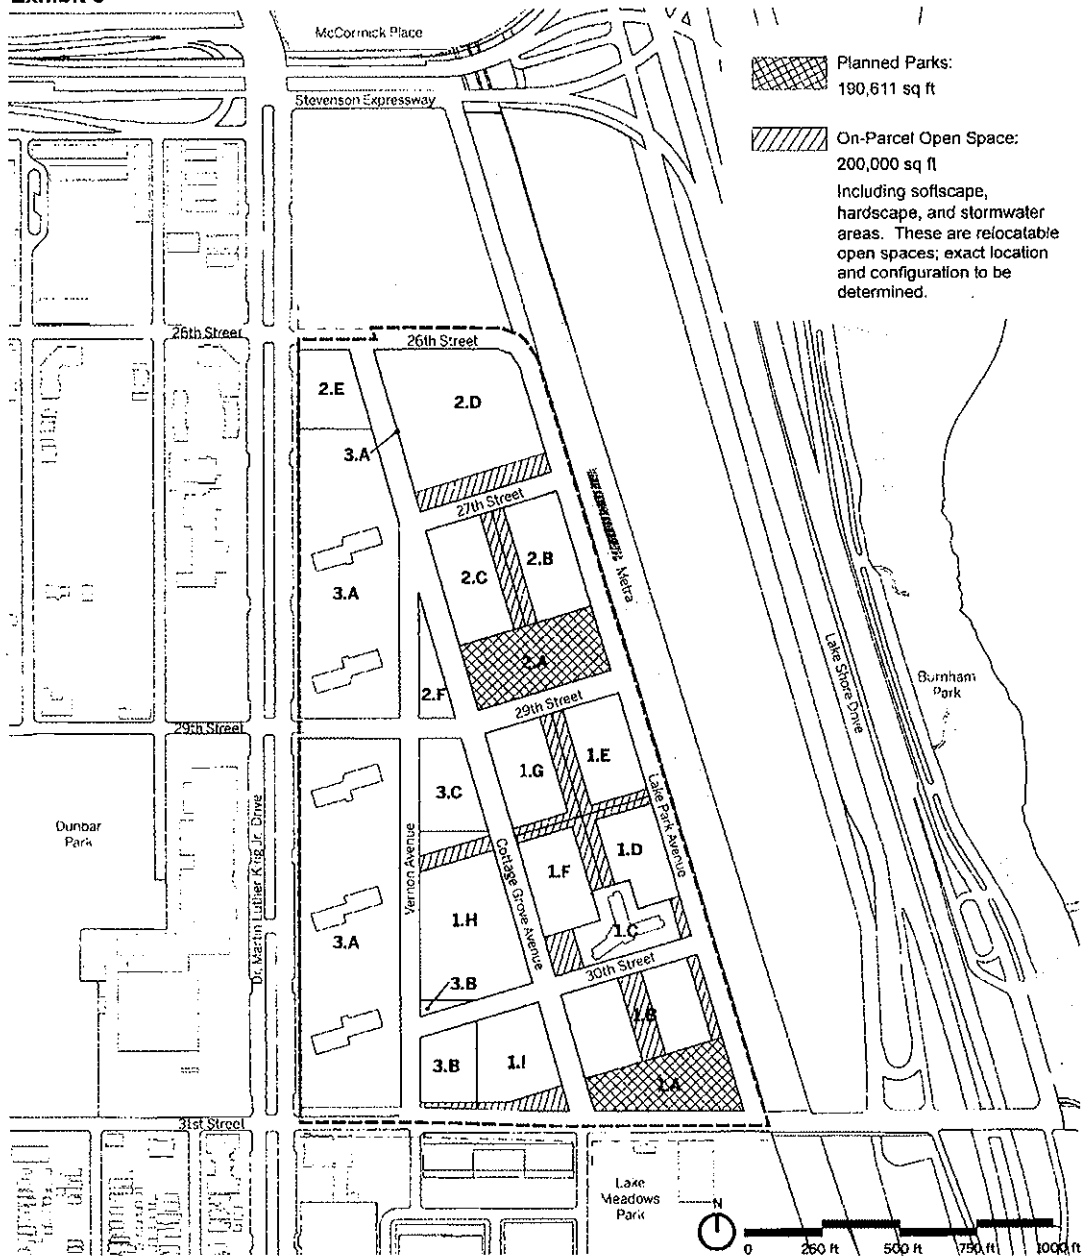 McCormick Place
Stevenson Expressway
Planned Parks:
190,611 sq ft
On-Parcel Open Space:
200,000 sq ft
Including softscape,
hardscape, and stormwater
areas. These are relocatable
open spaces; exact location
and configuration to be
determined.
26th Street
26th Street
2.E
2.D
3.A
27th Street
2.B
2.C
Metra
3.A
2.A
Lake Shore Drive
Burnham
Park
2.F
29th Street
29th Street
1.G
1.E
3.C
Lake Park Avenue
Dunbar
Park
Dr. Martin Luther King Jr. Drive
Vernon Avenue
Cottage Grove Avenue
1.D
1.F
1.H
3.A
1.C
30th Street
3.B
1.B
3.B
1.I
1.A
31st Street
Lake
Meadows
Park
N
0 250 ft 500 ft 750 ft 1000 ft